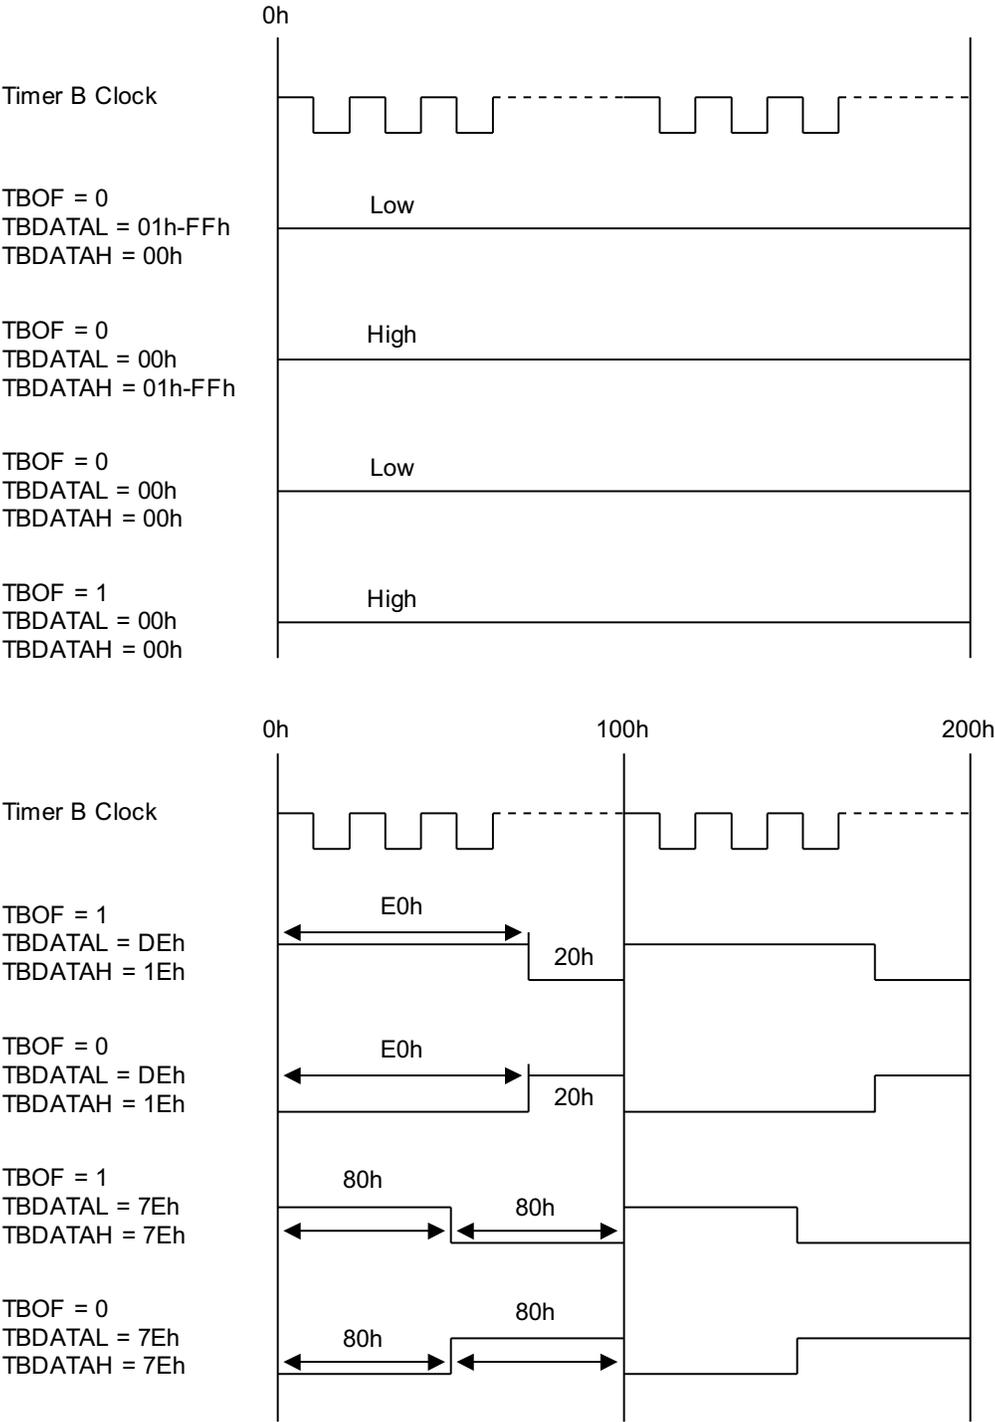 0h
Timer B Clock
TBOF = 0
TBDATAL = 01h-FFh
TBDATAH = 00h
Low
TBOF = 0
TBDATAL = 00h
TBDATAH = 01h-FFh
High
TBOF = 0
TBDATAL = 00h
TBDATAH = 00h
Low
TBOF = 1
TBDATAL = 00h
TBDATAH = 00h
High
0h 100h 200h
Timer B Clock
TBOF = 1
TBDATAL = DEh
TBDATAH = 1Eh
E0h
20h
TBOF = 0
TBDATAL = DEh
TBDATAH = 1Eh
E0h
20h
TBOF = 1
TBDATAL = 7Eh
TBDATAH = 7Eh
80h
80h
TBOF = 0
TBDATAL = 7Eh
TBDATAH = 7Eh
80h
80h